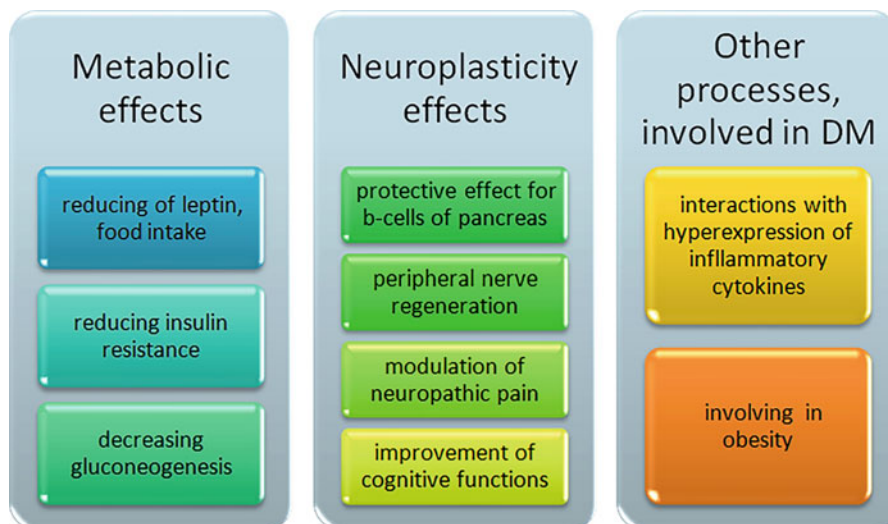 Metabolic
effects
reducing of leptin,
food intake
reducing insulin
resistance
decreasing
gluconeogenesis
Neuroplasticity
effects
protective effect for
b-cells of pancreas
peripheral nerve
regeneration
modulation of
neuropathic pain
improvement of
cognitive functions
Other
processes,
involved in DM
interactions with
hyperexpression of
infllammatory
cytokines
involving in
obesity